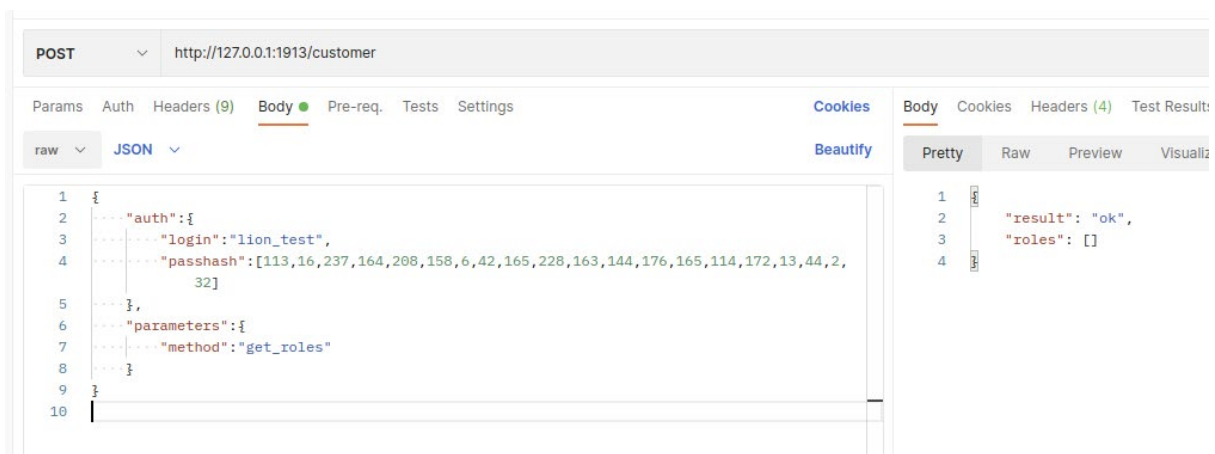 POST http://127.0.0.1:1913/customer
Params Auth Headers (9) Body Pre-req. Tests Settings Cookies
raw JSON Beautify
1 {
2 "auth":{
3 "login":"lion_test",
4 "passhash":[113,16,237,164,208,158,6,42,165,228,163,144,176,165,114,172,13,44,2,
32]
5 },
6 "parameters":{
7 "method":"get_roles"
8 }
9 }
10
Body Cookies Headers (4) Test Results
Pretty Raw Preview
1 {
2 "result": "ok",
3 "roles": []
4 }